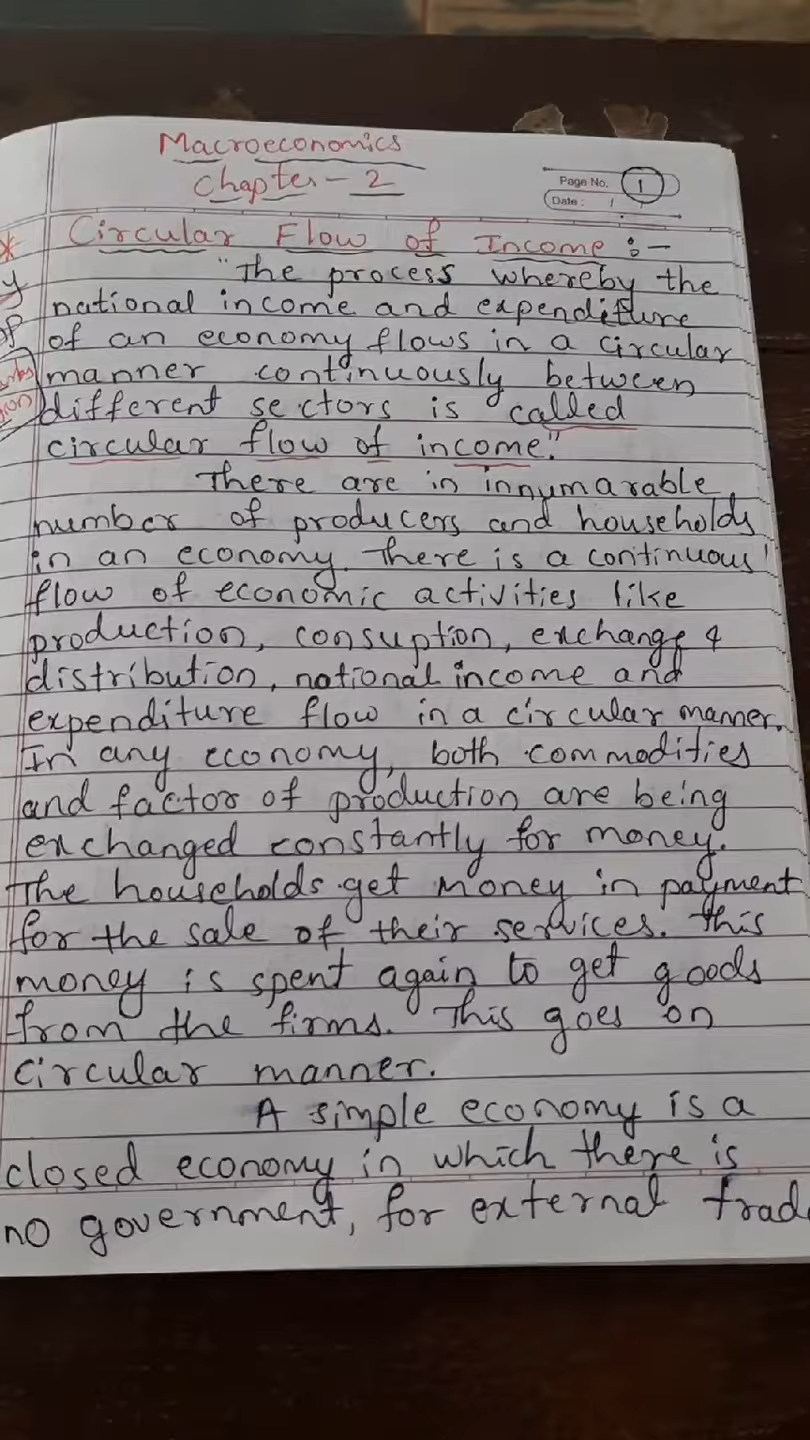 Macroeconomics
Chapter-2
Page No. 1
Date: /
* Circular Flow of Income :-
"The process whereby the
national income and expenditure
of an economy flows in a circular
manner continuously between
different sectors is called
circular flow of income."
There are in innumarable
number of producers and households
in an economy. There is a continuous
flow of economic activities like
production, consuption, exchange &
distribution, national income and
expenditure flow in a circular manner.
In any economy, both commodities
and factor of production are being
exchanged constantly for money.
The households get money in payment
for the sale of their services. This
money is spent again to get goods
from the firms. This goes on
circular manner.
A simple economy is a
closed economy in which there is
no government, for external trad